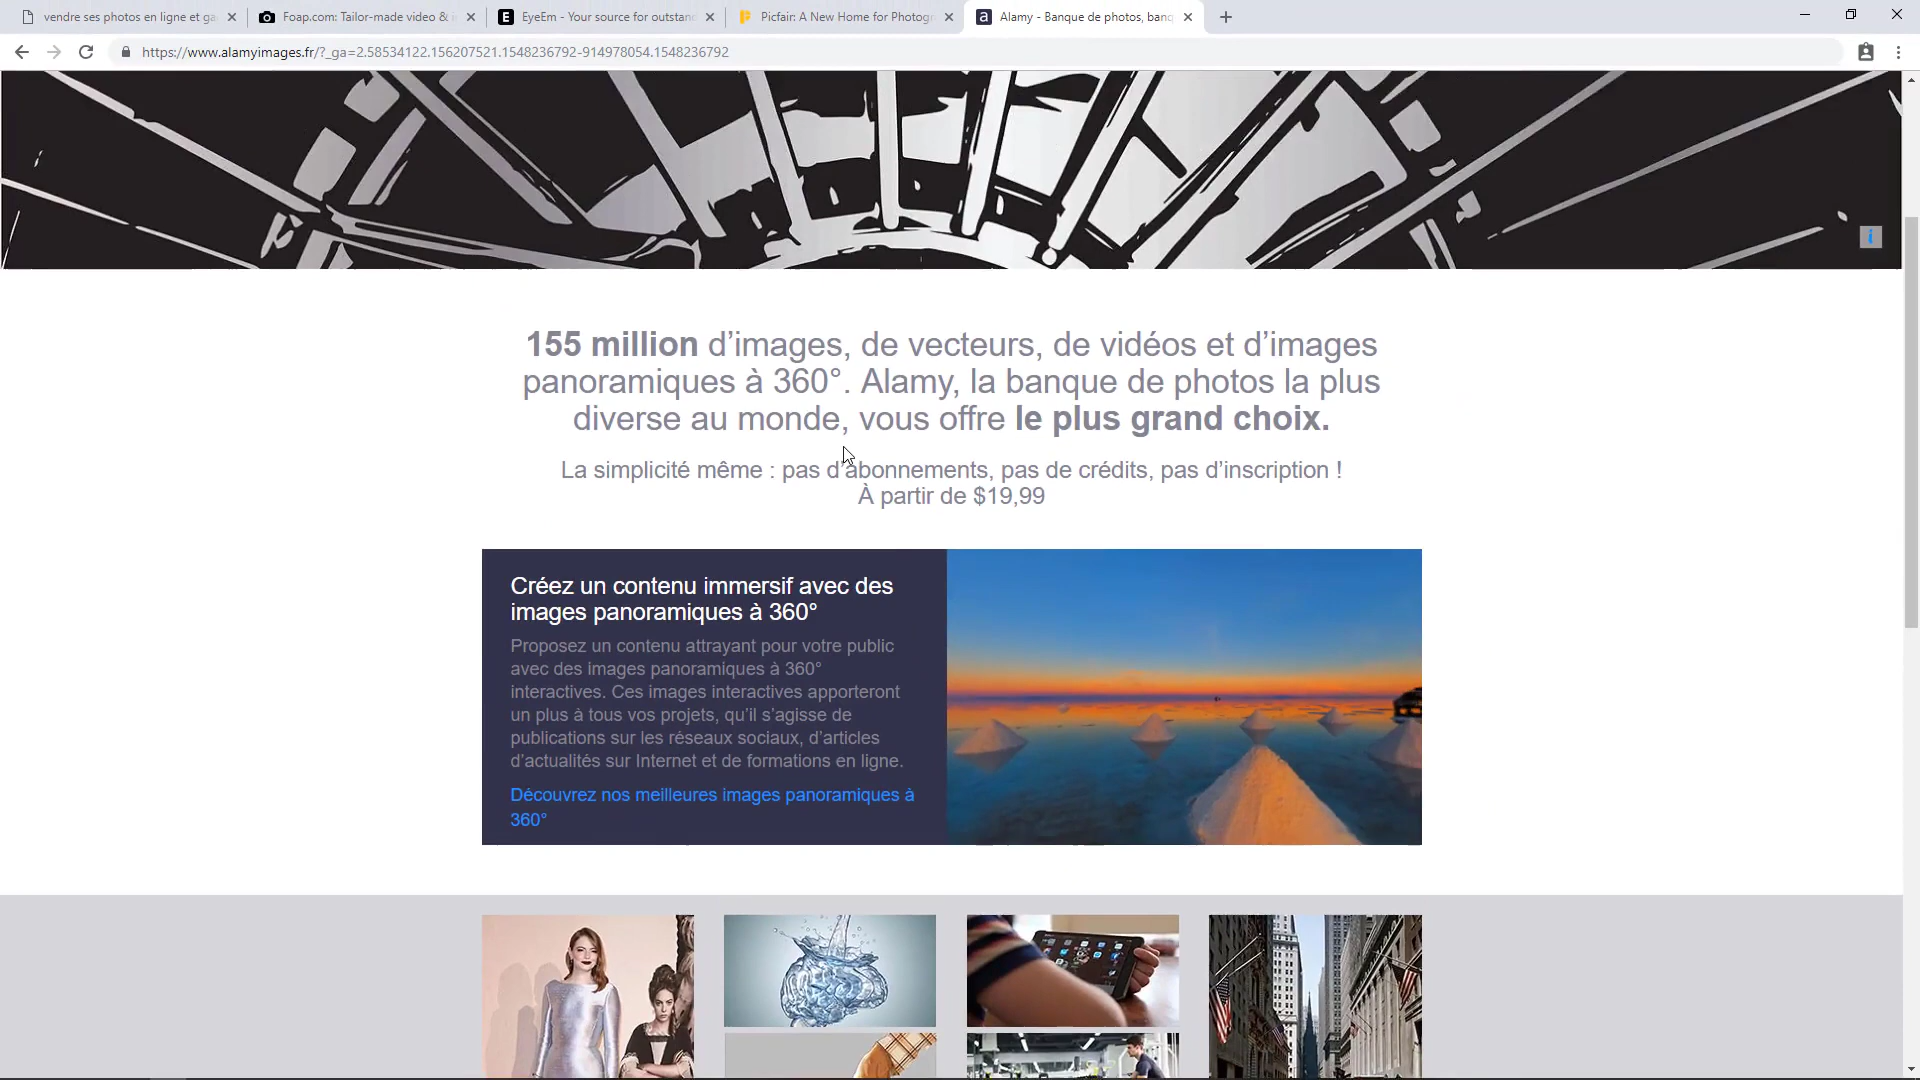 vendre ses photos en ligne et ga
Foap.com: Tailor-made video & i
EyeEm - Your source for outstan
Picfair: A New Home for Photogr
Alamy - Banque de photos, banq
https://www.alamyimages.fr/?_ga=2.58534122.156207521.1548236792-914978054.1548236792
i
155 million d’images, de vecteurs, de vidéos et d’images
panoramiques à 360°. Alamy, la banque de photos la plus
diverse au monde, vous offre le plus grand choix.
La simplicité même : pas d’abonnements, pas de crédits, pas d’inscription !
À partir de $19,99
Créez un contenu immersif avec des
images panoramiques à 360°
Proposez un contenu attrayant pour votre public
avec des images panoramiques à 360°
interactives. Ces images interactives apporteront
un plus à tous vos projets, qu’il s’agisse de
publications sur les réseaux sociaux, d’articles
d’actualités sur Internet et de formations en ligne.
Découvrez nos meilleures images panoramiques à
360°